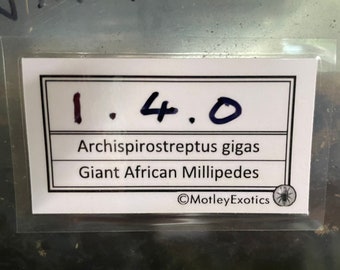 1.4.0
Archispirostreptus gigas
Giant African Millipedes
©MotleyExotics